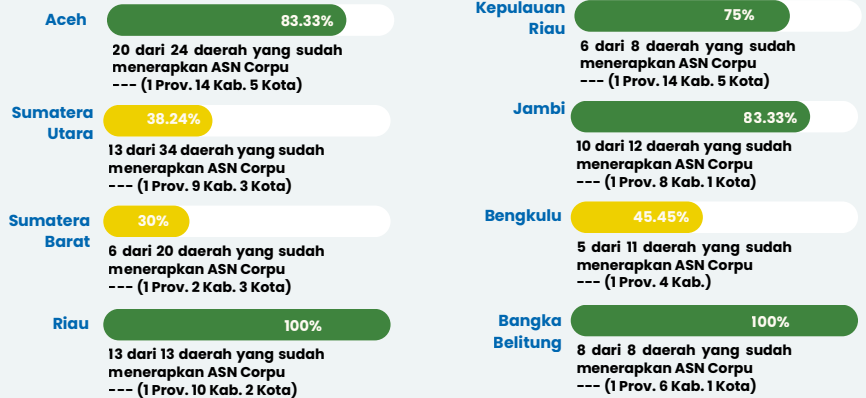 Aceh
83.33%
20 dari 24 daerah yang sudah
menerapkan ASN Corpu
--- (1 Prov. 14 Kab. 5 Kota)
Sumatera
Utara
38.24%
13 dari 34 daerah yang sudah
menerapkan ASN Corpu
--- (1 Prov. 9 Kab. 3 Kota)
Sumatera
Barat
30%
6 dari 20 daerah yang sudah
menerapkan ASN Corpu
--- (1 Prov. 2 Kab. 3 Kota)
Riau
100%
13 dari 13 daerah yang sudah
menerapkan ASN Corpu
--- (1 Prov. 10 Kab. 2 Kota)
Kepulauan
Riau
75%
6 dari 8 daerah yang sudah
menerapkan ASN Corpu
--- (1 Prov. 14 Kab. 5 Kota)
Jambi
83.33%
10 dari 12 daerah yang sudah
menerapkan ASN Corpu
--- (1 Prov. 8 Kab. 1 Kota)
Bengkulu
45.45%
5 dari 11 daerah yang sudah
menerapkan ASN Corpu
--- (1 Prov. 4 Kab.)
Bangka
Belitung
100%
8 dari 8 daerah yang sudah
menerapkan ASN Corpu
--- (1 Prov. 6 Kab. 1 Kota)